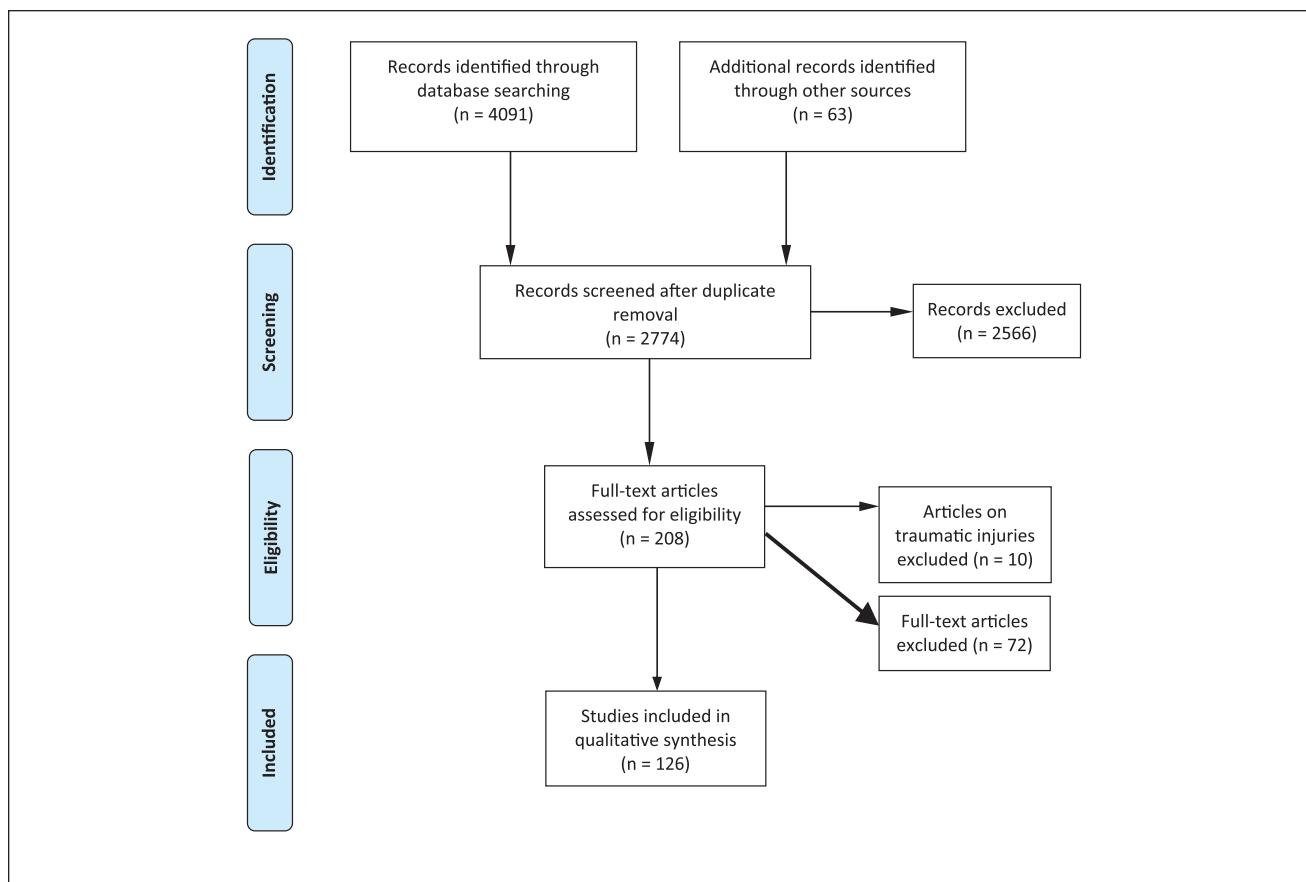 Identification
Records identified through
database searching
(n = 4091)
Additional records identified
through other sources
(n = 63)
Screening
Records screened after duplicate
removal
(n = 2774)
Records excluded
(n = 2566)
Eligibility
Full-text articles
assessed for eligibility
(n = 208)
Articles on
traumatic injuries
excluded (n = 10)
Full-text articles
excluded (n = 72)
Included
Studies included in
qualitative synthesis
(n = 126)